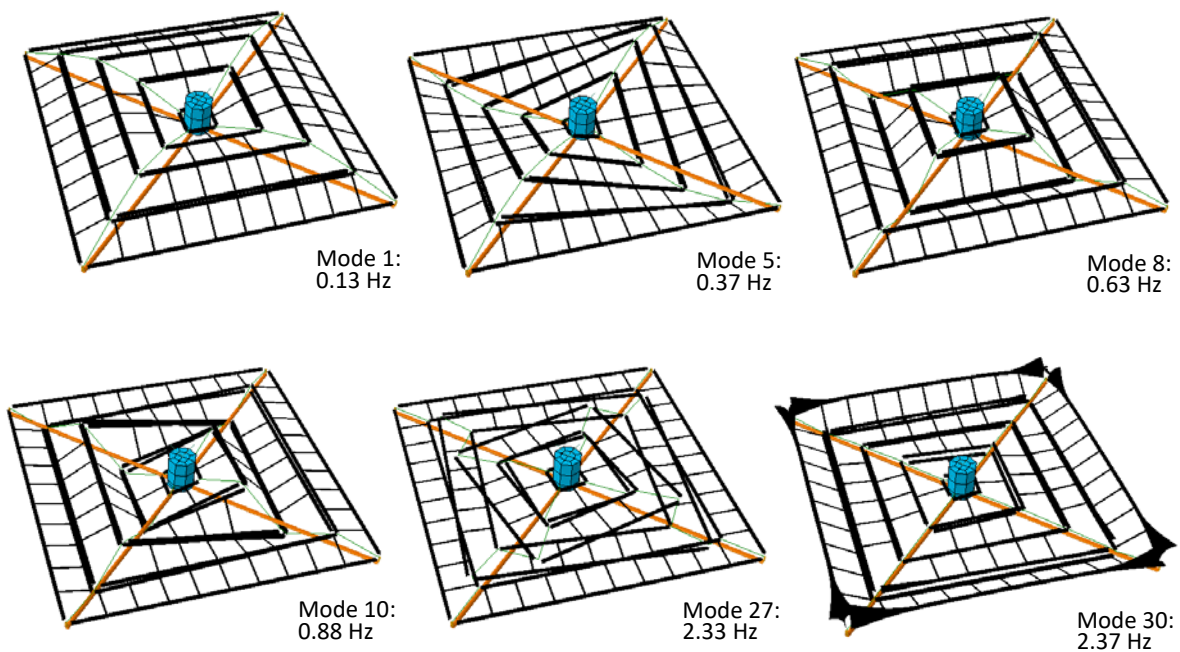 Mode 1:
0.13 Hz
Mode 5:
0.37 Hz
Mode 8:
0.63 Hz
Mode 10:
0.88 Hz
Mode 27:
2.33 Hz
Mode 30:
2.37 Hz